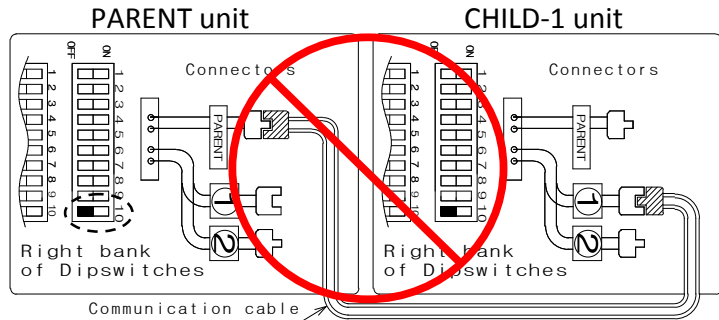 PARENT unit
OFF
ON
1
2
3
4
5
6
7
8
9
10
1
2
3
4
5
6
7
8
9
10
Connectors
PARENT
1
2
Right bank
of Dipswitches
Communication cable
CHILD-1 unit
OFF
ON
1
2
3
4
5
6
7
8
9
10
1
2
3
4
5
6
7
8
9
10
Connectors
PARENT
1
2
Right bank
of Dipswitches